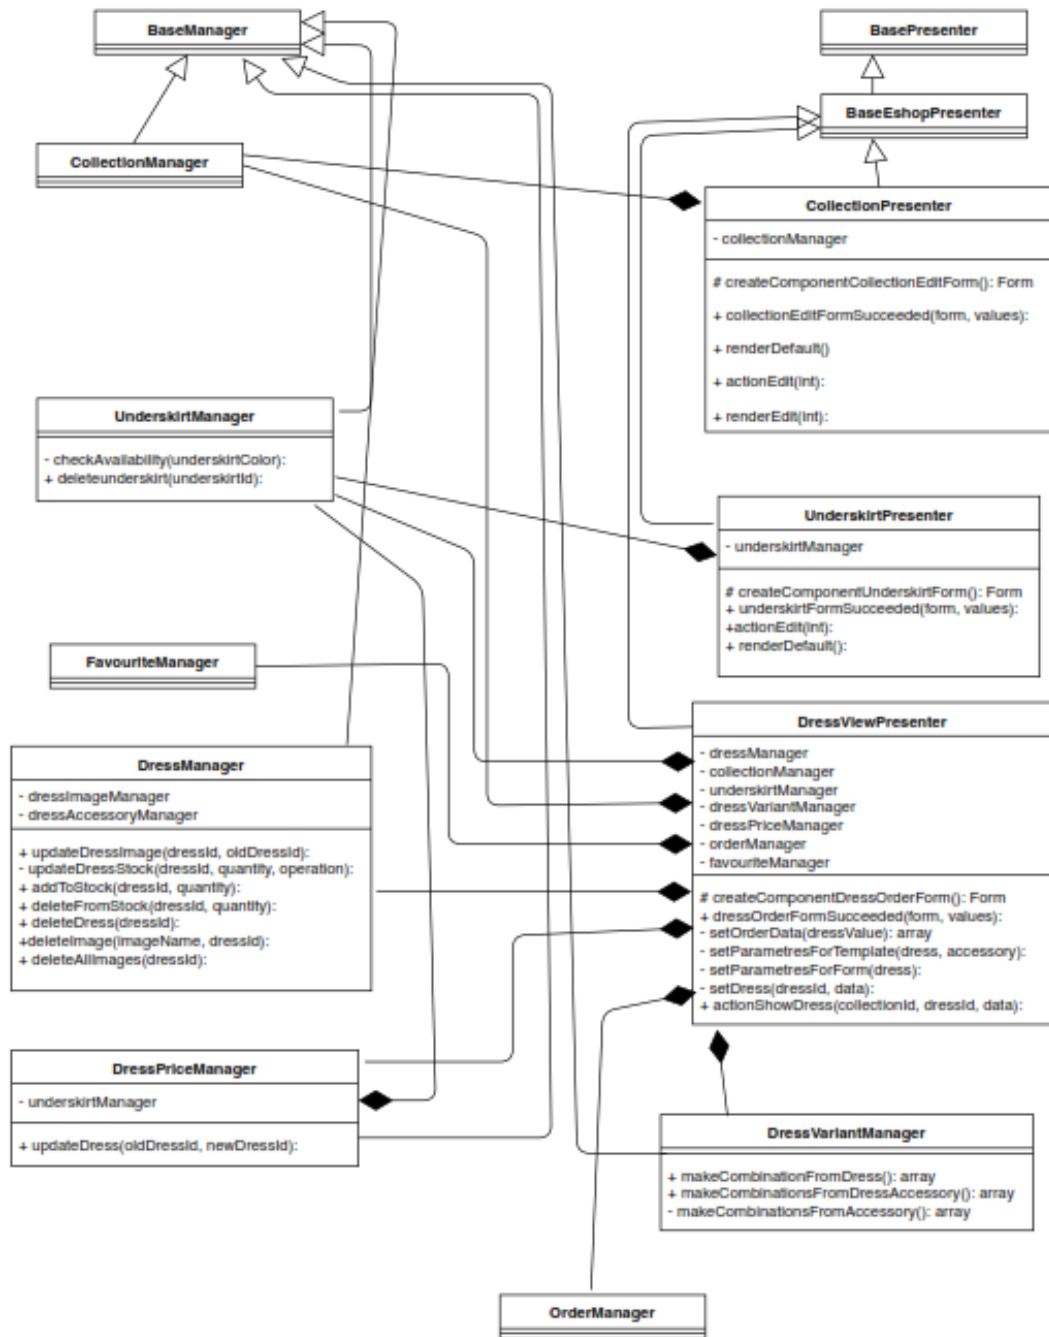 BaseManager
BasePresenter
BaseEshopPresenter
CollectionManager
CollectionPresenter
- collectionManager
# createComponentCollectionEditForm(): Form
+ collectionEditFormSucceeded(form, values):
+ renderDefault()
+ actionEdit(int):
+ renderEdit(int):
UnderskirtManager
- checkAvailability(underskirtColor):
+ deleteunderskirt(underskirtId):
UnderskirtPresenter
- underskirtManager
# createComponentUnderskirtForm(): Form
+ underskirtFormSucceeded(form, values):
+actionEdit(int):
+ renderDefault():
FavouriteManager
DressManager
- dressImageManager
- dressAccessoryManager
+ updateDressImage(dressId, oldDressId):
- updateDressStock(dressId, quantity, operation):
+ addToStock(dressId, quantity):
+ deleteFromStock(dressId, quantity):
+ deleteDress(dressId):
+deleteImage(imageName, dressId):
+ deleteAllImages(dressId):
DressViewPresenter
- dressManager
- collectionManager
- underskirtManager
- dressVariantManager
- dressPriceManager
- orderManager
- favouriteManager
# createComponentDressOrderForm(): Form
+ dressOrderFormSucceeded(form, values):
- setOrderData(dressValue): array
- setParametresForTemplate(dress, accessory):
- setParametresForForm(dress):
- setDress(dressId, data):
+ actionShowDress(collectionId, dressId, data):
DressPriceManager
- underskirtManager
+ updateDress(oldDressId, newDressId):
DressVariantManager
+ makeCombinationFromDress(): array
+ makeCombinationsFromDressAccessory(): array
- makeCombinationsFromAccessory(): array
OrderManager